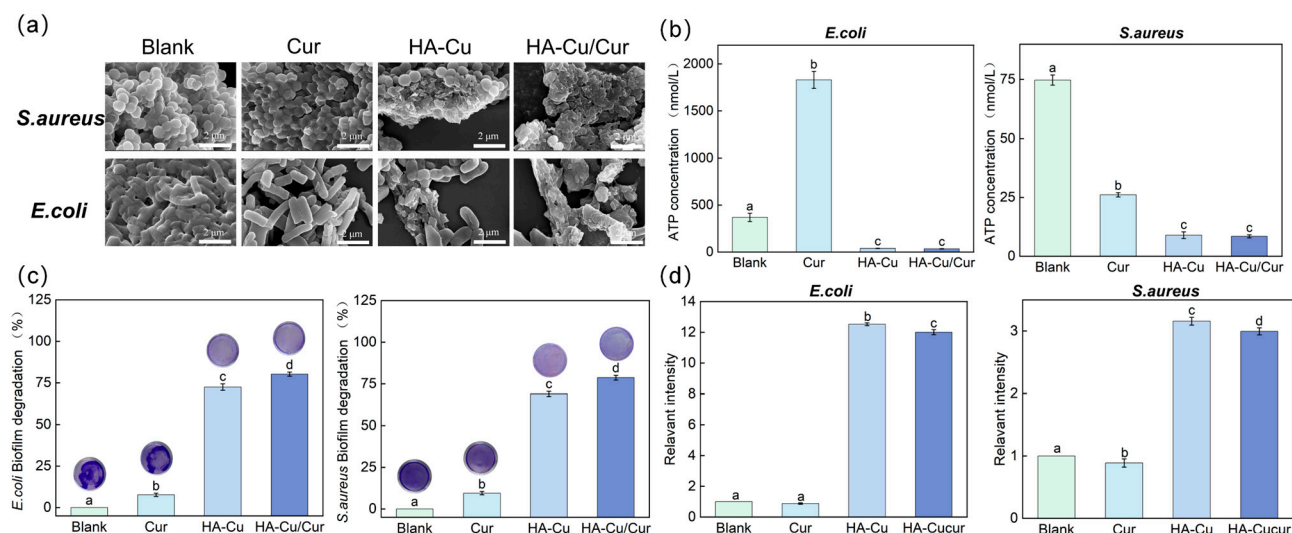 (a)
Blank Cur HA-Cu HA-Cu/Cur
S.aureus
2 μm 2 μm 2 μm 2 μm
E.coli
2 μm 2 μm 2 μm
(b)
E.coli
ATP concentration (nmol/L)
2000
1500
1000
500
0
a b c c
Blank Cur HA-Cu HA-Cu/Cur
S.aureus
ATP concentration (nmol/L)
75
50
25
0
a b c c
Blank Cur HA-Cu HA-Cu/Cur
(c)
E.coli Biofilm degradation (%)
125
100
75
50
25
0
a b c d
Blank Cur HA-Cu HA-Cu/Cur
S.aureus Biofilm degradation (%)
125
100
75
50
25
0
a b c d
Blank Cur HA-Cu HA-Cu/Cur
(d)
E.coli
Relavant intensity
14
12
10
8
6
4
2
0
a a b c
Blank Cur HA-Cu HA-Cucur
S.aureus
Relavant intensity
3
2
1
0
a b c d
Blank Cur HA-Cu HA-Cucur